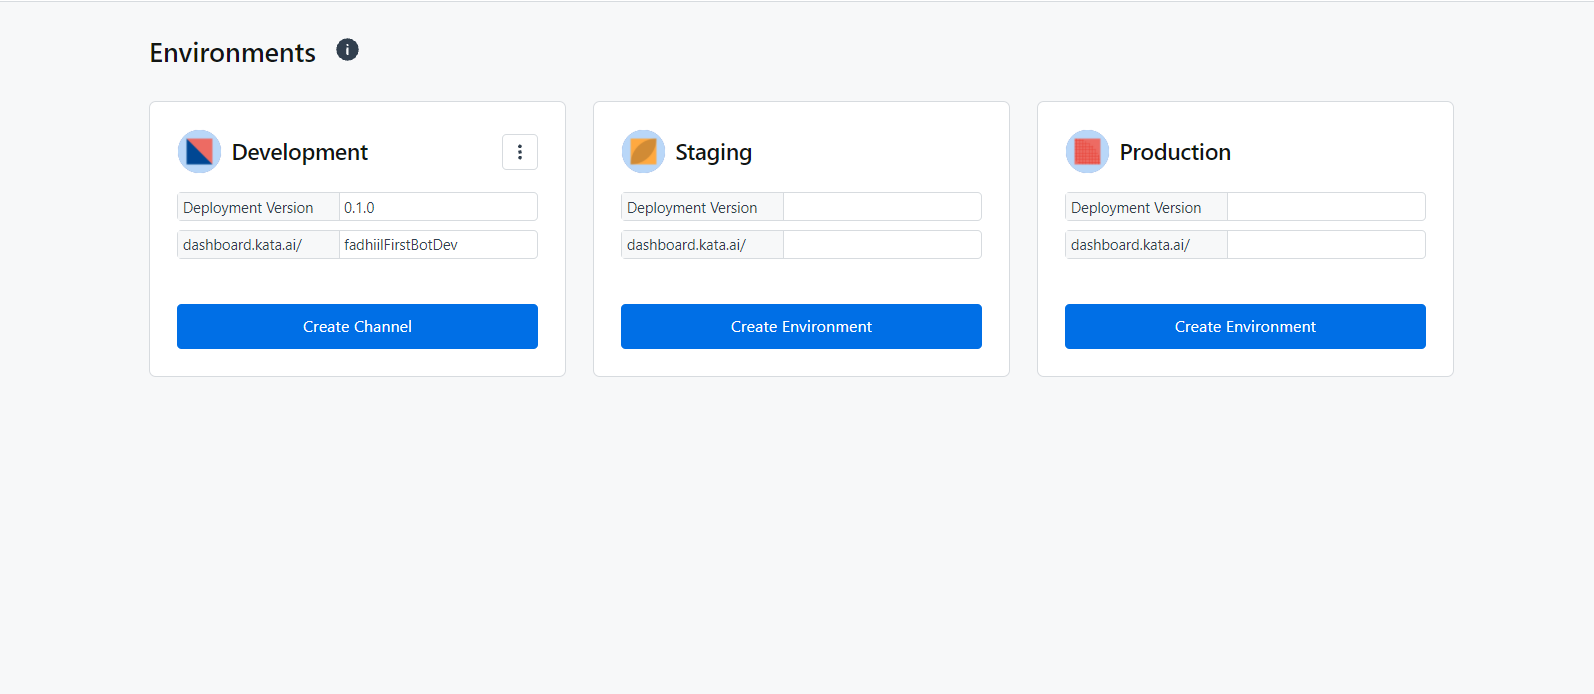 Environments
Development
Deployment Version 0.1.0
dashboard.kata.ai/ fadhiilFirstBotDev
Create Channel
Staging
Deployment Version
dashboard.kata.ai/
Create Environment
Production
Deployment Version
dashboard.kata.ai/
Create Environment